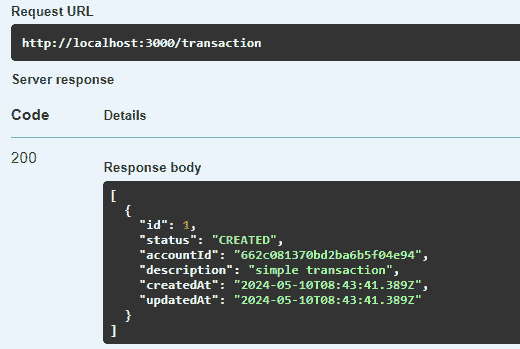 Request URL
http://localhost:3000/transaction
Server response
Code Details
200
Response body
[
  {
    "id": 1,
    "status": "CREATED",
    "accountId": "662c081370bd2ba6b5f04e94",
    "description": "simple transaction",
    "createdAt": "2024-05-10T08:43:41.389Z",
    "updatedAt": "2024-05-10T08:43:41.389Z"
  }
]